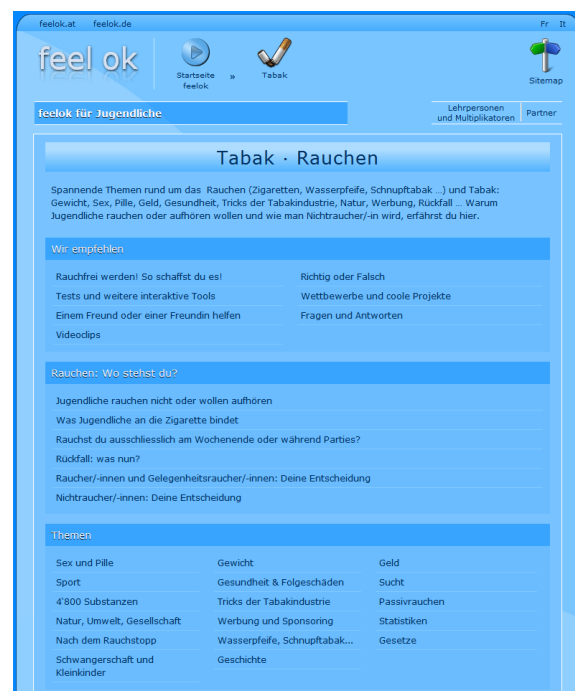 feelok.at feelok.de Fr It
feel ok
Startseite feelok » Tabak
Sitemap
feelok für Jugendliche
Lehrpersonen und Multiplikatoren
Partner
Tabak · Rauchen
Spannende Themen rund um das Rauchen (Zigaretten, Wasserpfeife, Schnupftabak ...) und Tabak:
Gewicht, Sex, Pille, Geld, Gesundheit, Tricks der Tabakindustrie, Natur, Werbung, Rückfall ... Warum
Jugendliche rauchen oder aufhören wollen und wie man Nichtraucher/-in wird, erfährst du hier.
Wir empfehlen
Rauchfrei werden! So schaffst du es! Richtig oder Falsch
Tests und weitere interaktive Tools Wettbewerbe und coole Projekte
Einem Freund oder einer Freundin helfen Fragen und Antworten
Videoclips
Rauchen: Wo stehst du?
Jugendliche rauchen nicht oder wollen aufhören
Was Jugendliche an die Zigarette bindet
Rauchst du ausschliesslich am Wochenende oder während Parties?
Rückfall: was nun?
Raucher/-innen und Gelegenheitsraucher/-innen: Deine Entscheidung
Nichtraucher/-innen: Deine Entscheidung
Themen
Sex und Pille Gewicht Geld
Sport Gesundheit & Folgeschäden Sucht
4'800 Substanzen Tricks der Tabakindustrie Passivrauchen
Natur, Umwelt, Gesellschaft Werbung und Sponsoring Statistiken
Nach dem Rauchstopp Wasserpfeife, Schnupftabak... Gesetze
Schwangerschaft und Geschichte
Kleinkinder